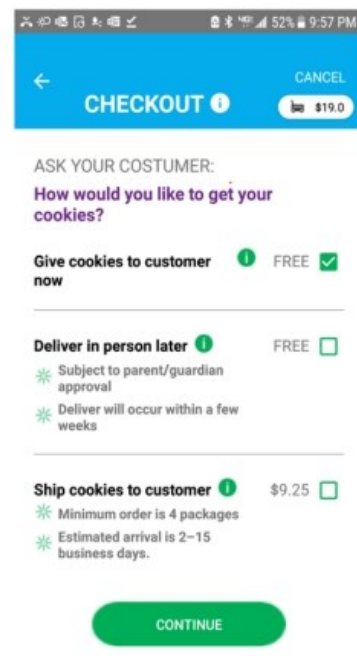 52% 9:57 PM
CANCEL
CHECKOUT i
$19.0
ASK YOUR COSTUMER:
How would you like to get your
cookies?
Give cookies to customer i FREE
now
Deliver in person later i FREE
Subject to parent/guardian
approval
Deliver will occur within a few
weeks
Ship cookies to customer i $9.25
Minimum order is 4 packages
Estimated arrival is 2–15
business days.
CONTINUE